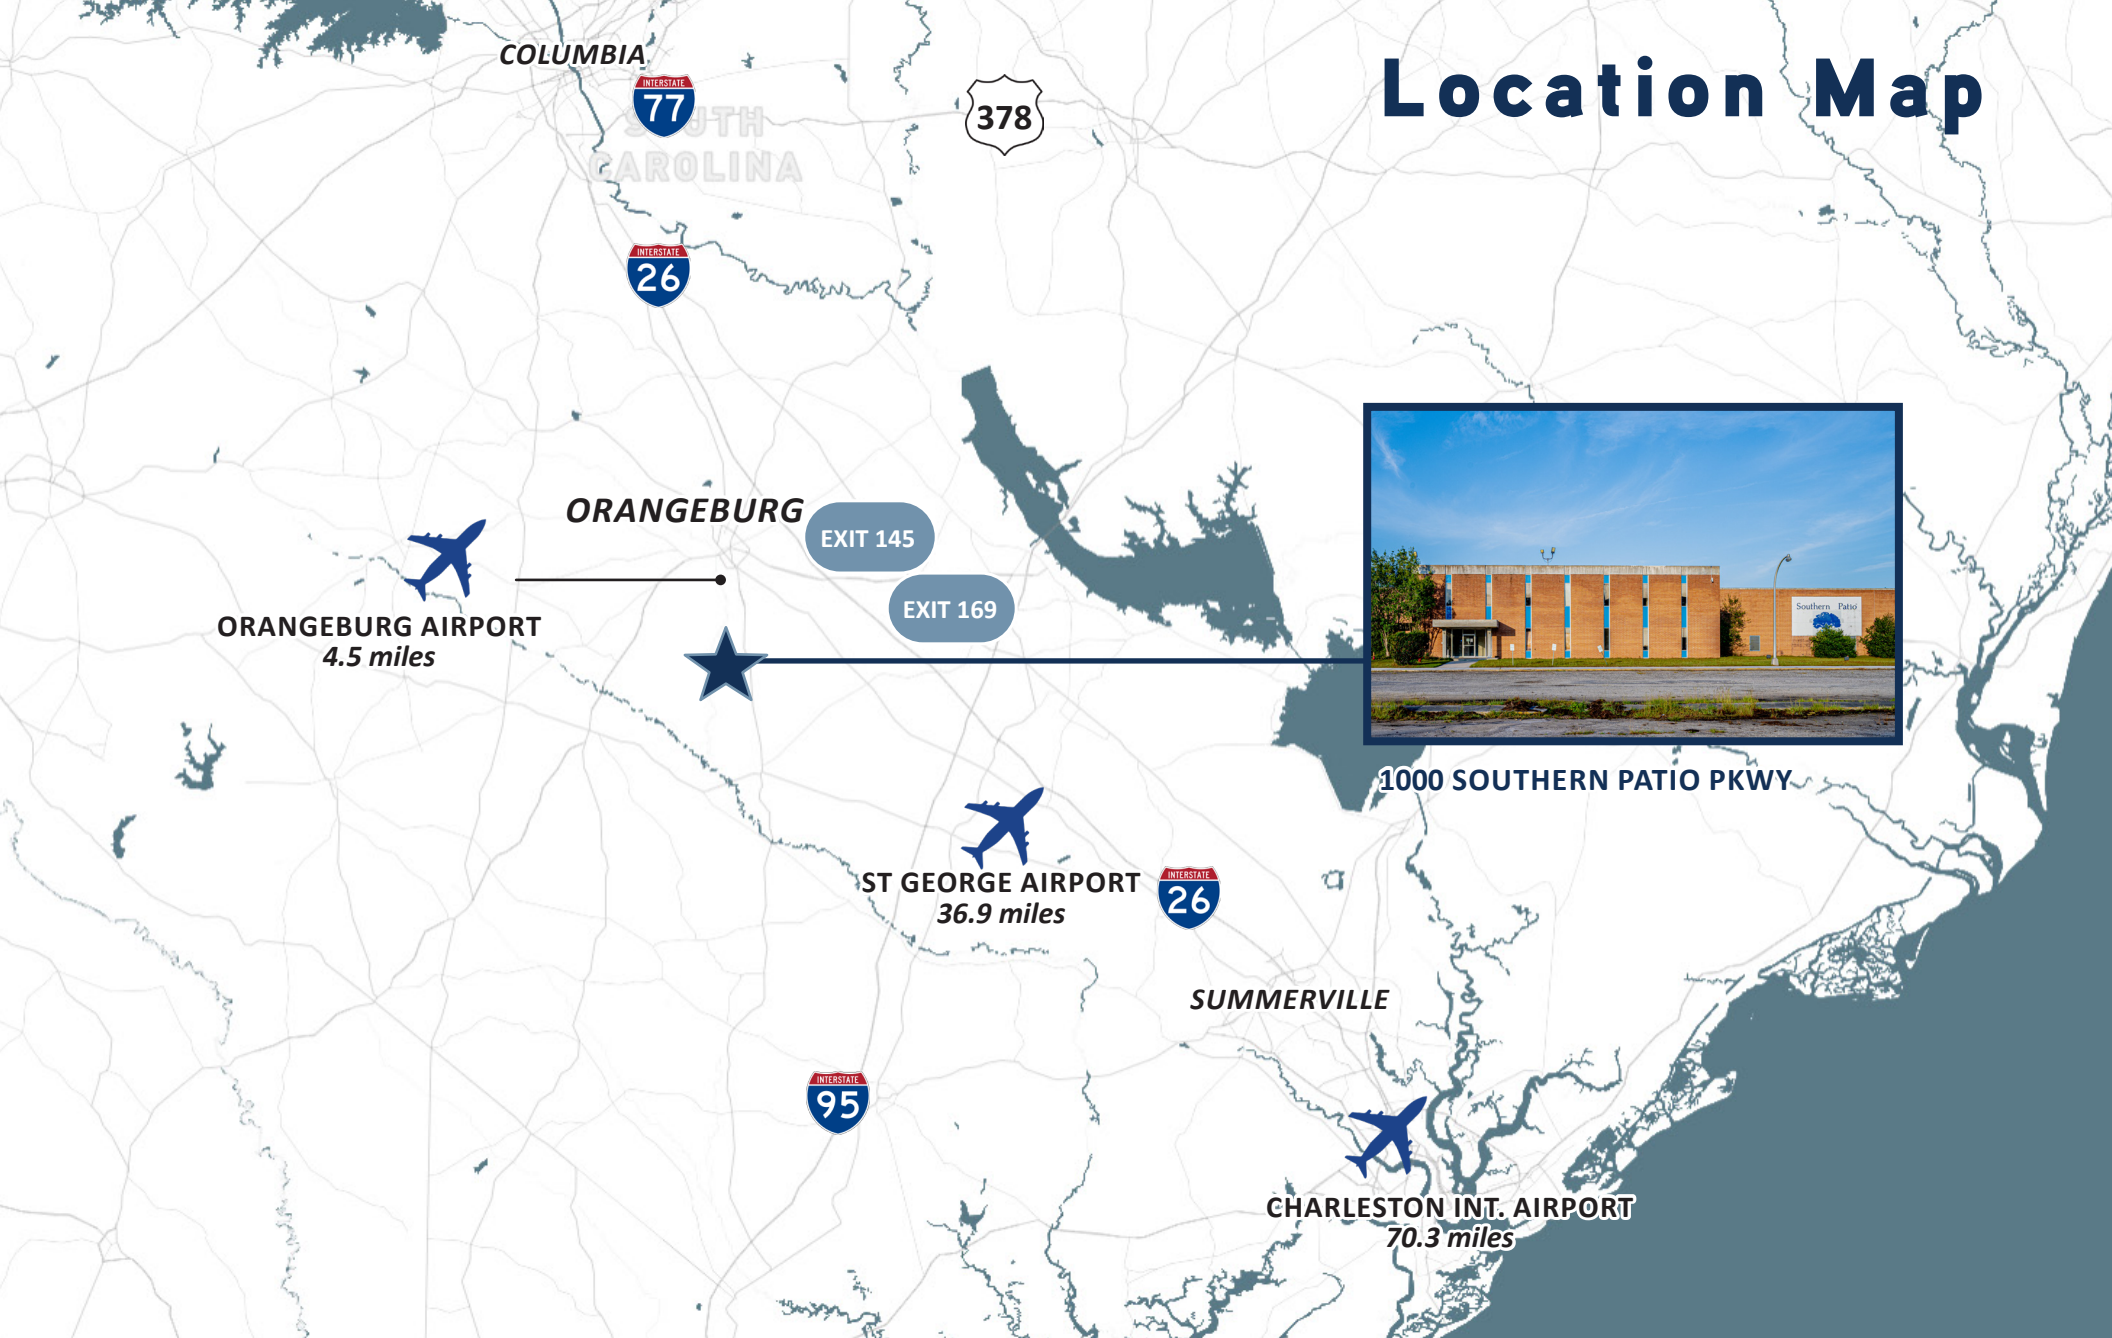 Location Map
COLUMBIA
INTERSTATE
77
SOUTH
CAROLINA
378
INTERSTATE
26
ORANGEBURG
EXIT 145
EXIT 169
ORANGEBURG AIRPORT
4.5 miles
Southern Patio
1000 SOUTHERN PATIO PKWY
ST GEORGE AIRPORT
36.9 miles
INTERSTATE
26
SUMMERVILLE
INTERSTATE
95
CHARLESTON INT. AIRPORT
70.3 miles